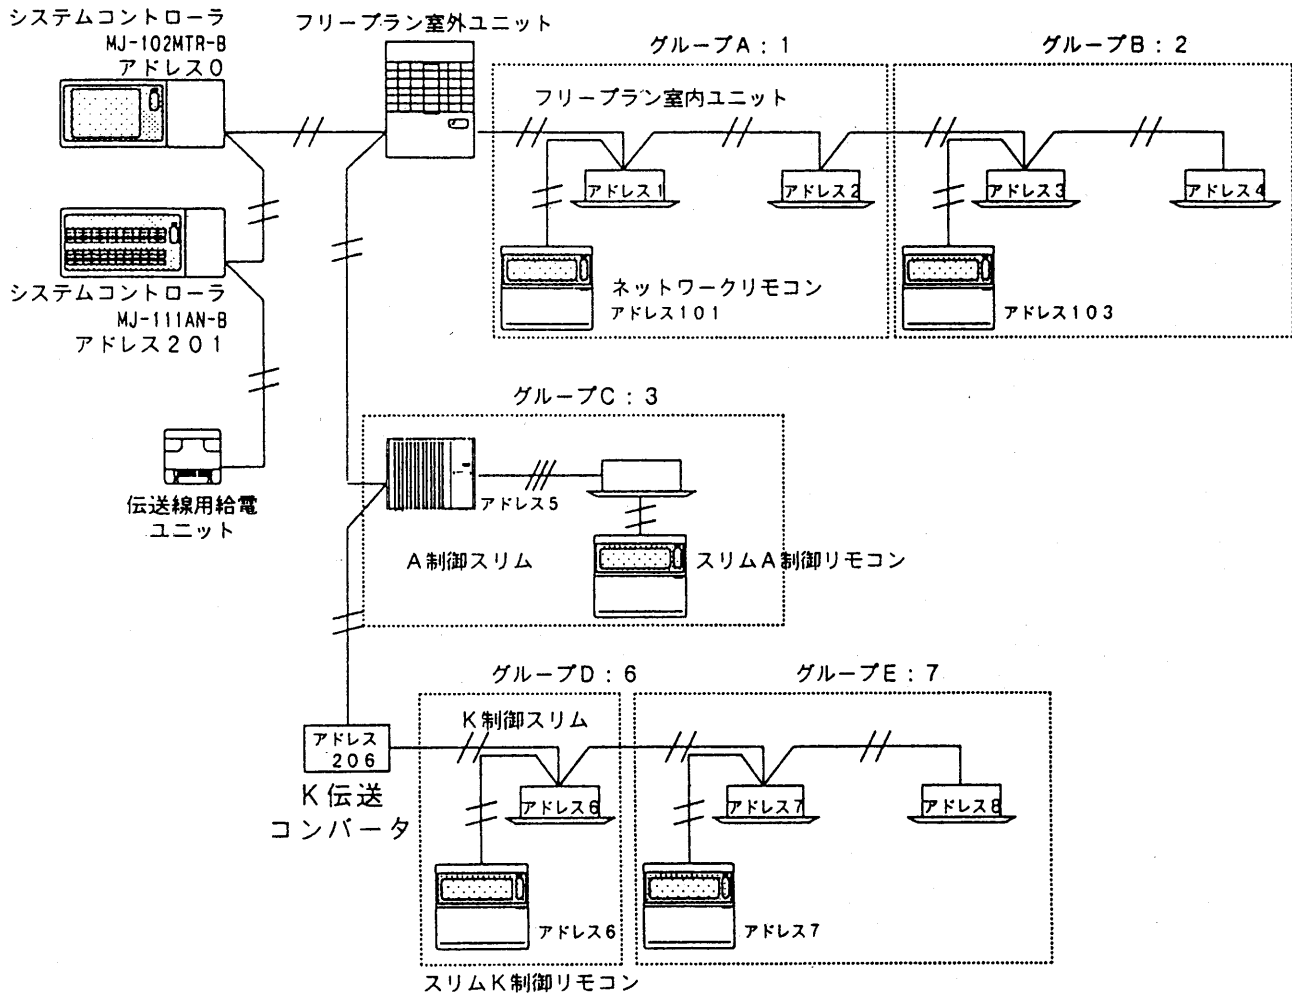 システムコントローラ
MJ-102MTR-B
アドレス0
フリープラン室外ユニット
グループA：1
グループB：2
フリープラン室内ユニット
アドレス1
アドレス2
アドレス3
アドレス4
システムコントローラ
MJ-111AN-B
アドレス201
ネットワークリモコン
アドレス101
アドレス103
伝送線用給電
ユニット
グループC：3
アドレス5
A制御スリム
スリムA制御リモコン
グループD：6
グループE：7
K制御スリム
アドレス
206
K伝送
コンバータ
アドレス6
アドレス7
アドレス8
アドレス6
アドレス7
スリムK制御リモコン